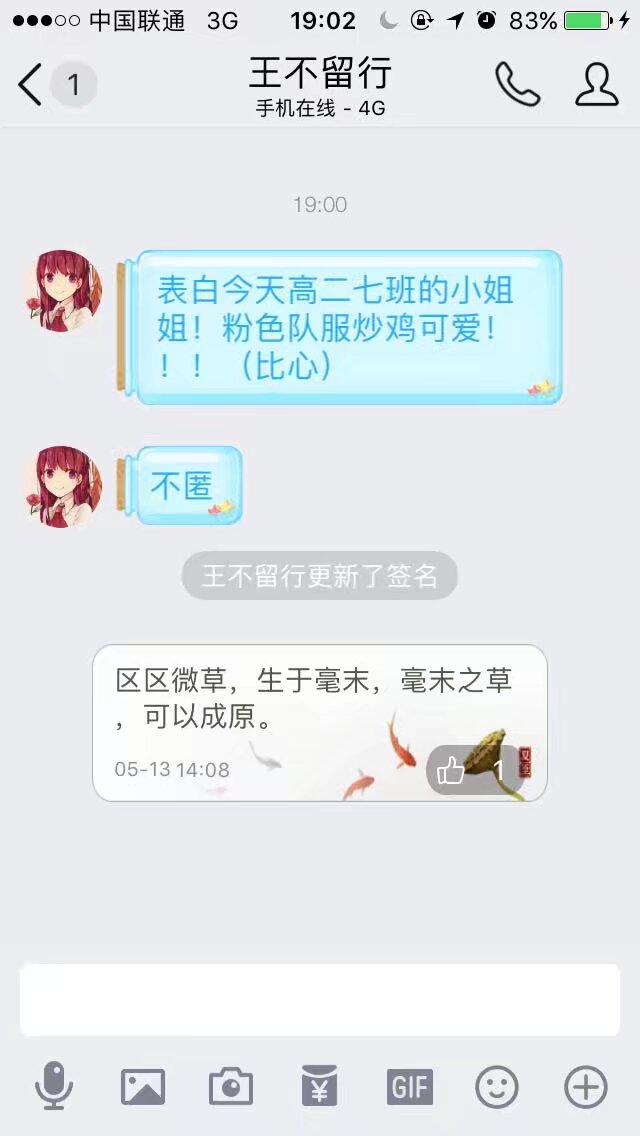 中国联通 3G 19:02 83%
1
王不留行
手机在线 - 4G
19:00
表白今天高二七班的小姐
姐！粉色队服炒鸡可爱！
！！（比心）
不匿
王不留行更新了签名
区区微草，生于毫末，毫末之草
，可以成原。
05-13 14:08
1
¥
GIF